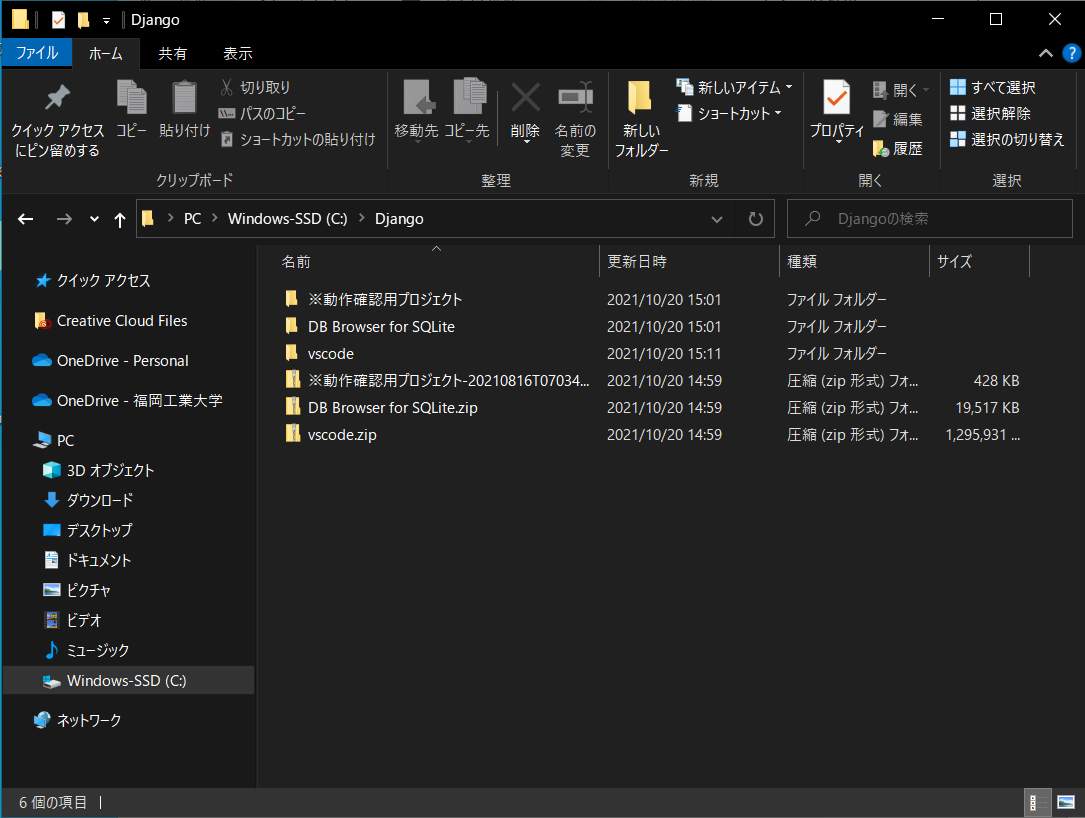 Django
ファイル ホーム 共有 表示
クイック アクセス
にピン留めする
コピー
貼り付け
切り取り
パスのコピー
ショートカットの貼り付け
クリップボード
移動先 コピー先
削除
名前の
変更
整理
新しい
フォルダー
新しいアイテム
ショートカット
新規
プロパティ
開く
編集
履歴
開く
すべて選択
選択解除
選択の切り替え
選択
PC Windows-SSD (C:) Django
Djangoの検索
クイック アクセス
Creative Cloud Files
OneDrive - Personal
OneDrive - 福岡工業大学
PC
3D オブジェクト
ダウンロード
デスクトップ
ドキュメント
ピクチャ
ビデオ
ミュージック
Windows-SSD (C:)
ネットワーク
名前 更新日時 種類 サイズ
※動作確認用プロジェクト 2021/10/20 15:01 ファイル フォルダー
DB Browser for SQLite 2021/10/20 15:01 ファイル フォルダー
vscode 2021/10/20 15:11 ファイル フォルダー
※動作確認用プロジェクト-20210816T07034... 2021/10/20 14:59 圧縮 (zip 形式) フォ... 428 KB
DB Browser for SQLite.zip 2021/10/20 14:59 圧縮 (zip 形式) フォ... 19,517 KB
vscode.zip 2021/10/20 14:59 圧縮 (zip 形式) フォ... 1,295,931 ...
6 個の項目